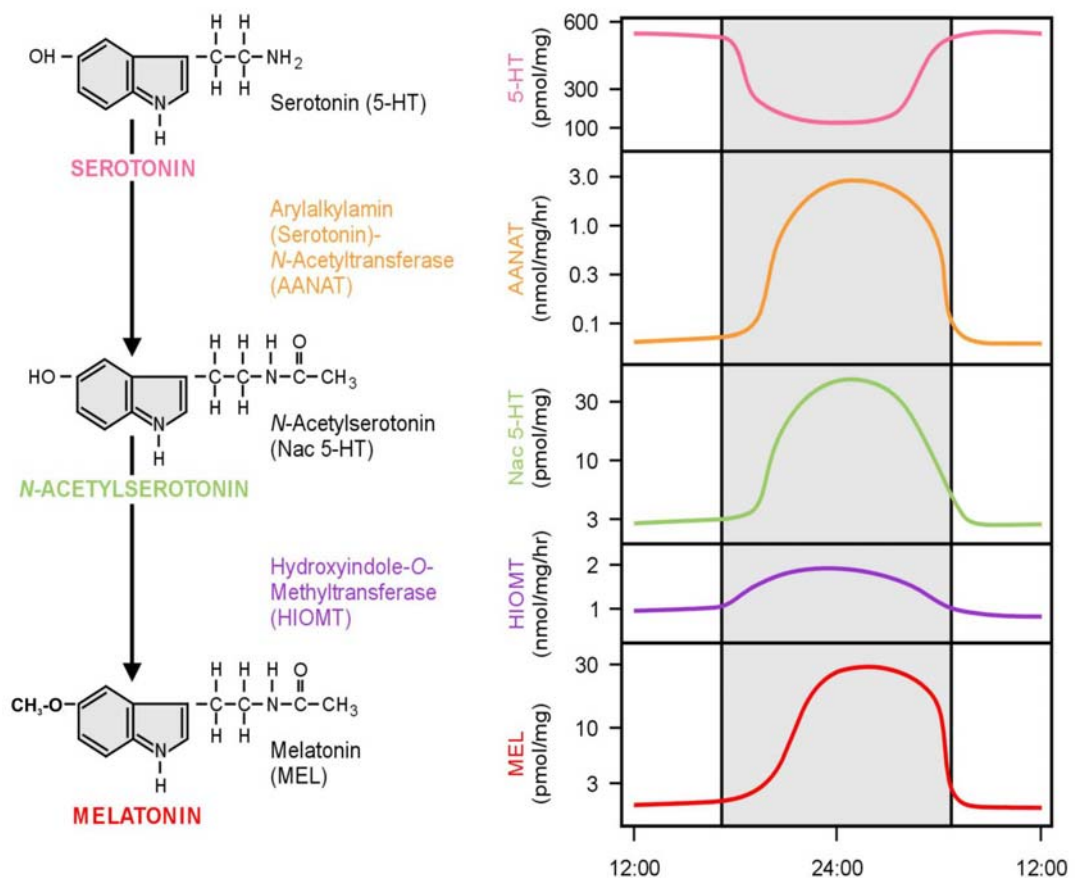 H H
OH C C NH2
H H
N
H
Serotonin (5-HT)
SEROTONIN
Arylalkylamin
(Serotonin)-
N-Acetyltransferase
(AANAT)
H H H O
HO C C N C CH3
H H
N
H
N-Acetylserotonin
(Nac 5-HT)
N-ACETYLSEROTONIN
Hydroxyindole-O-
Methyltransferase
(HIOMT)
H H H O
CH3-O C C N C CH3
H H
N
H
Melatonin
(MEL)
MELATONIN
5-HT
(pmol/mg)
600
300
100
AANAT
(nmol/mg/hr)
3.0
1.0
0.3
0.1
Nac 5-HT
(pmol/mg)
30
10
3
HIOMT
(nmol/mg/hr)
2
1
MEL
(pmol/mg)
30
10
3
12:00 24:00 12:00